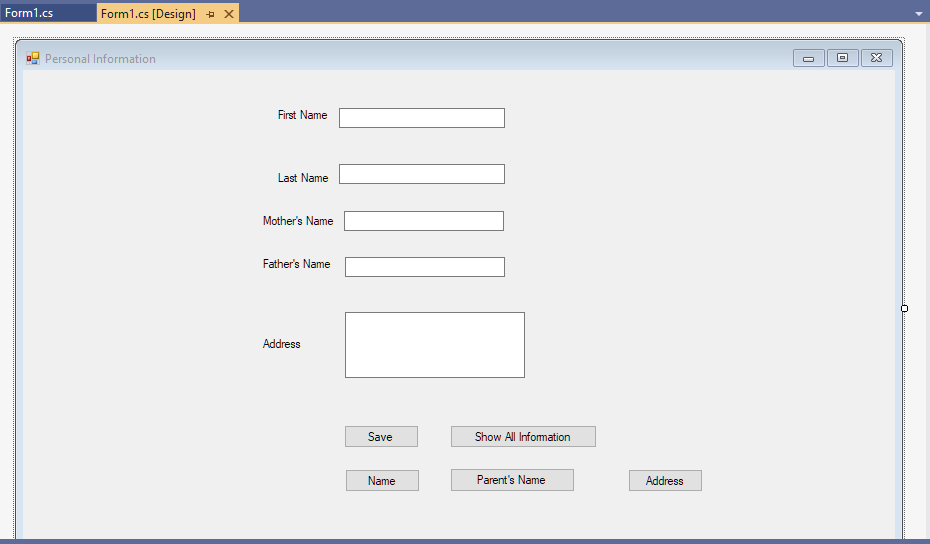 Form1.cs Form1.cs [Design]
Personal Information
First Name
Last Name
Mother's Name
Father's Name
Address
Save Show All Information
Name Parent's Name Address